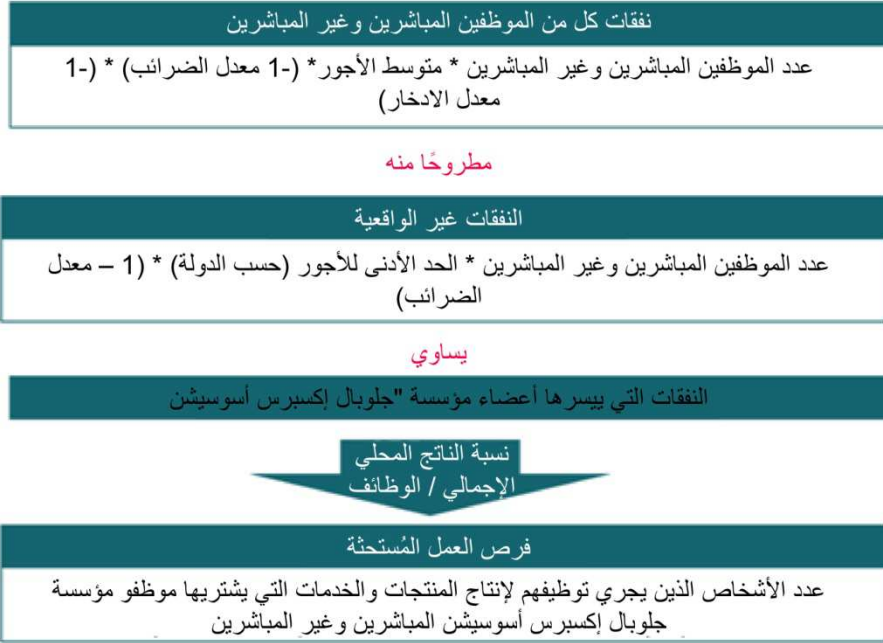 نفقات كل من الموظفين المباشرين وغير المباشرين
عدد الموظفين المباشرين وغير المباشرين * متوسط الأجور* (-1 معدل الضرائب) * (-1
معدل الادخار)
مطروحًا منه
النفقات غير الواقعية
عدد الموظفين المباشرين وغير المباشرين * الحد الأدنى للأجور (حسب الدولة) * (1 – معدل
الضرائب)
يساوي
النفقات التي ييسرها أعضاء مؤسسة "جلوبال إكسبرس أسوسيشن
نسبة الناتج المحلي
الإجمالي / الوظائف
فرص العمل المُستحثة
عدد الأشخاص الذين يجري توظيفهم لإنتاج المنتجات والخدمات التي يشتريها موظفو مؤسسة
جلوبال إكسبرس أسوسيشن المباشرين وغير المباشرين